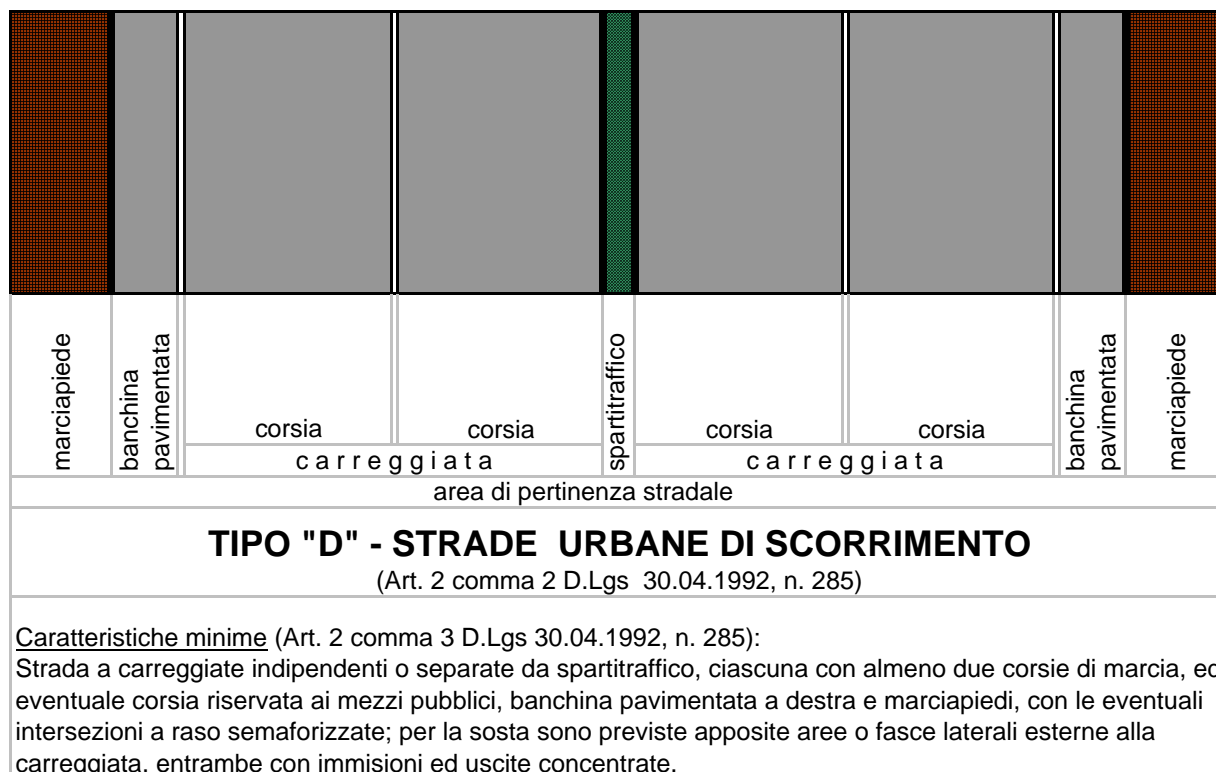 marciapiede
banchina
pavimentata
corsia
corsia
spartitraffico
corsia
corsia
banchina
pavimentata
marciapiede
carreggiata
carreggiata
area di pertinenza stradale
TIPO "D" - STRADE URBANE DI SCORRIMENTO
(Art. 2 comma 2 D.Lgs 30.04.1992, n. 285)
Caratteristiche minime (Art. 2 comma 3 D.Lgs 30.04.1992, n. 285):
Strada a carreggiate indipendenti o separate da spartitraffico, ciascuna con almeno due corsie di marcia, ed
eventuale corsia riservata ai mezzi pubblici, banchina pavimentata a destra e marciapiedi, con le eventuali
intersezioni a raso semaforizzate; per la sosta sono previste apposite aree o fasce laterali esterne alla
carreggiata, entrambe con immisioni ed uscite concentrate.